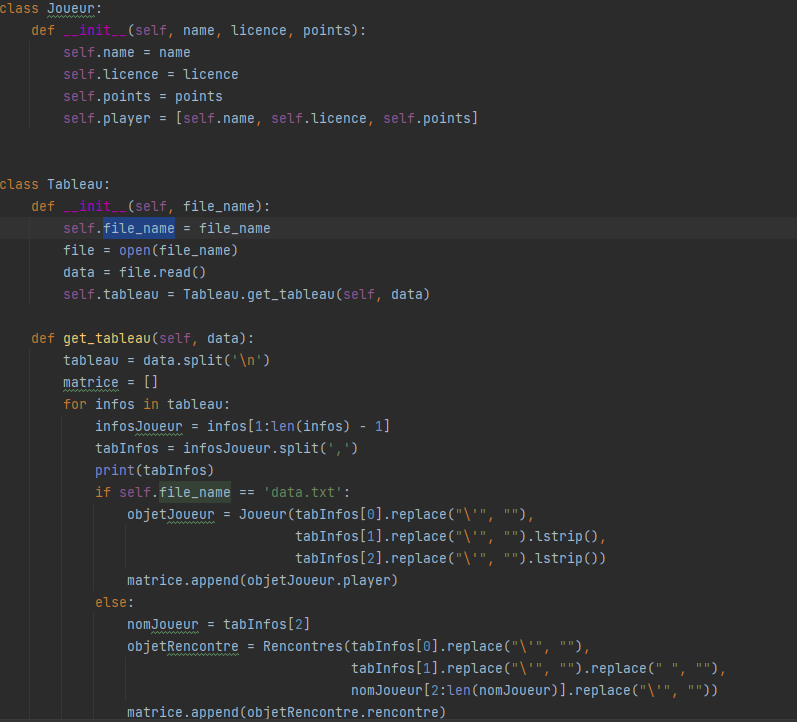 class Joueur:
    def __init__(self, name, licence, points):
        self.name = name
        self.licence = licence
        self.points = points
        self.player = [self.name, self.licence, self.points]
class Tableau:
    def __init__(self, file_name):
        self.file_name = file_name
        file = open(file_name)
        data = file.read()
        self.tableau = Tableau.get_tableau(self, data)
    def get_tableau(self, data):
        tableau = data.split('\n')
        matrice = []
        for infos in tableau:
            infosJoueur = infos[1:len(infos) - 1]
            tabInfos = infosJoueur.split(',')
            print(tabInfos)
            if self.file_name == 'data.txt':
                objetJoueur = Joueur(tabInfos[0].replace("\'", ""),
                                     tabInfos[1].replace("\'", "").lstrip(),
                                     tabInfos[2].replace("\'", "").lstrip())
                matrice.append(objetJoueur.player)
            else:
                nomJoueur = tabInfos[2]
                objetRencontre = Rencontres(tabInfos[0].replace("\'", ""),
                                            tabInfos[1].replace("\'", "").replace(" ", ""),
                                            nomJoueur[2:len(nomJoueur)].replace("\'", ""))
                matrice.append(objetRencontre.rencontre)